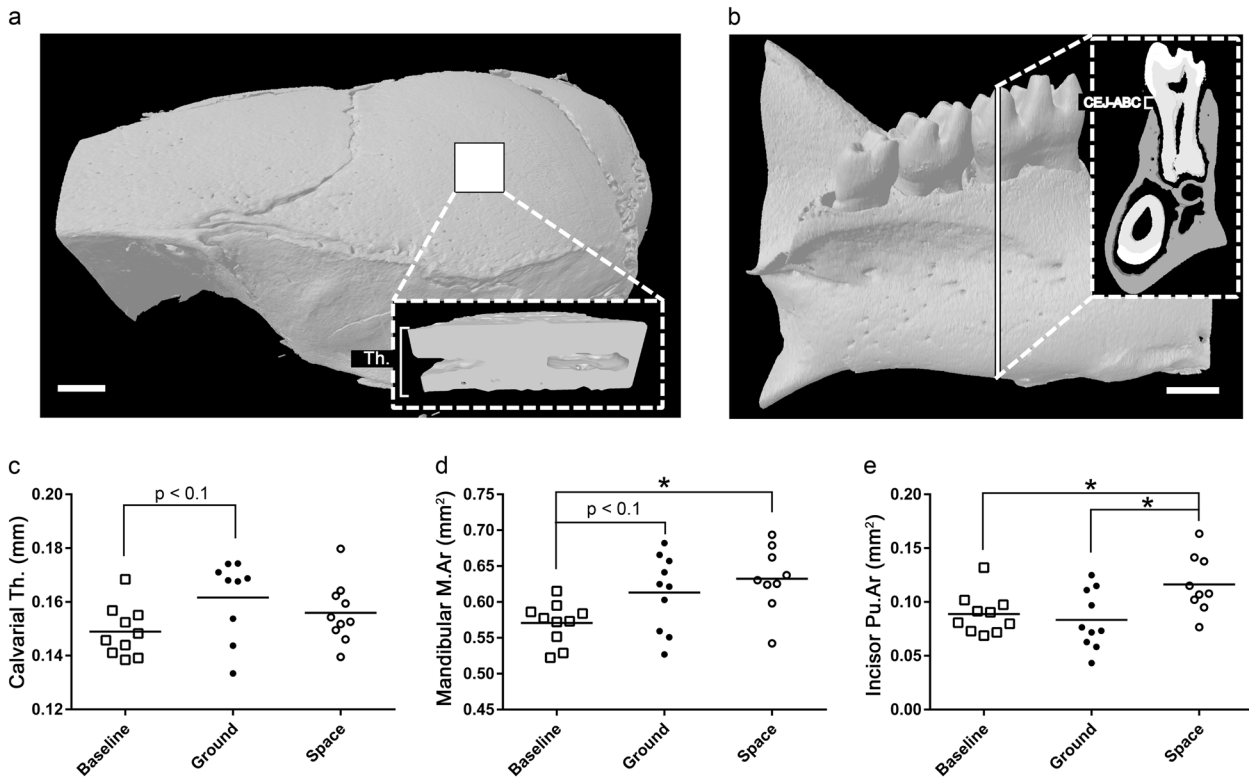 a
b
CEJ-ABC
Th.
c
Calvarial Th. (mm)
0.20
0.18
0.16
0.14
0.12
p < 0.1
Baseline
Ground
Space
d
Mandibular M.Ar (mm²)
0.75
0.70
0.65
0.60
0.55
0.50
0.45
*
p < 0.1
Baseline
Ground
Space
e
Incisor Pu.Ar (mm²)
0.20
0.15
0.10
0.05
0.00
*
*
Baseline
Ground
Space